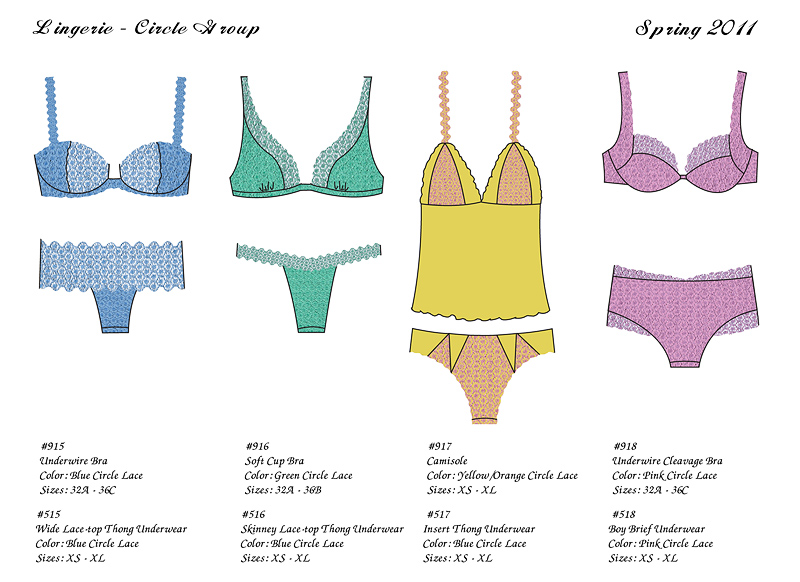 Lingerie - Circle Group
Spring 2011
#915
Underwire Bra
Color: Blue Circle Lace
Sizes: 32A - 36C
#515
Wide Lace-top Thong Underwear
Color: Blue Circle Lace
Sizes: XS - XL
#916
Soft Cup Bra
Color: Green Circle Lace
Sizes: 32A - 36B
#516
Skinney Lace-top Thong Underwear
Color: Blue Circle Lace
Sizes: XS - XL
#917
Camisole
Color: Yellow/Orange Circle Lace
Sizes: XS - XL
#517
Insert Thong Underwear
Color: Blue Circle Lace
Sizes: XS - XL
#918
Underwire Cleavage Bra
Color: Pink Circle Lace
Sizes: 32A - 36C
#518
Boy Brief Underwear
Color: Pink Circle Lace
Sizes: XS - XL